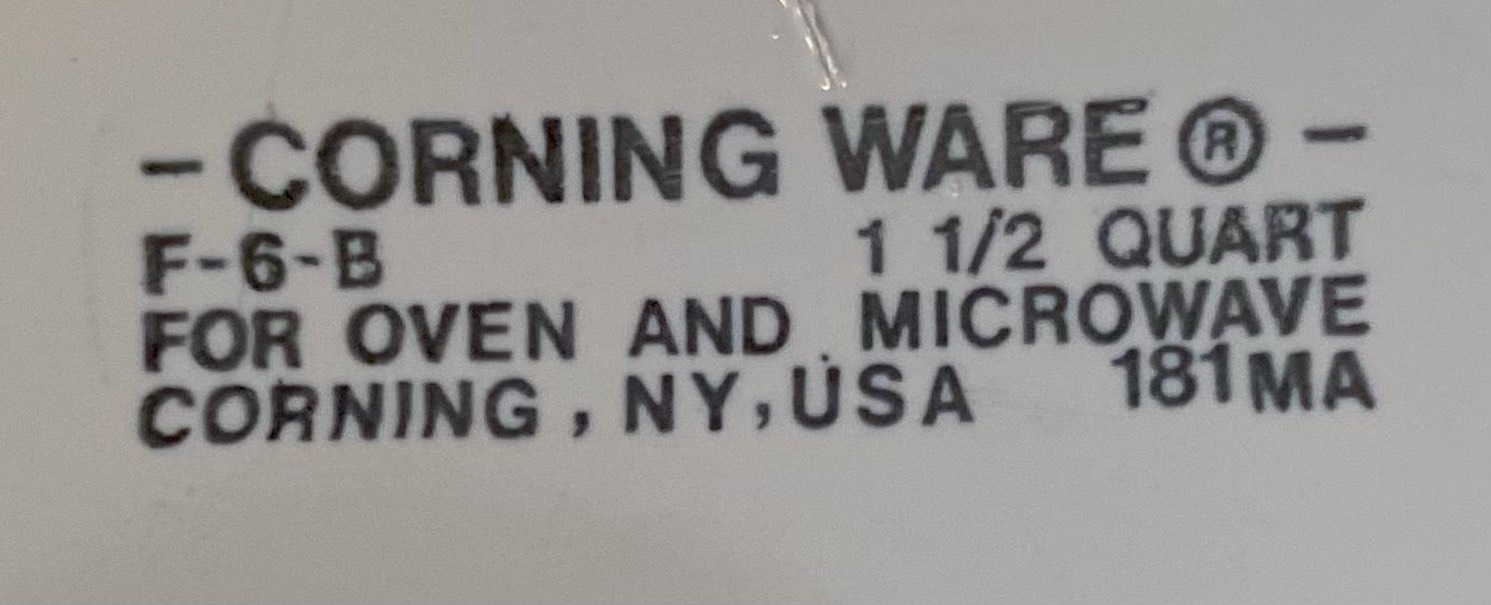 -CORNING WARE® -
F-6-B 1 1/2 QUART
FOR OVEN AND MICROWAVE
CORNING, NY, USA 181MA